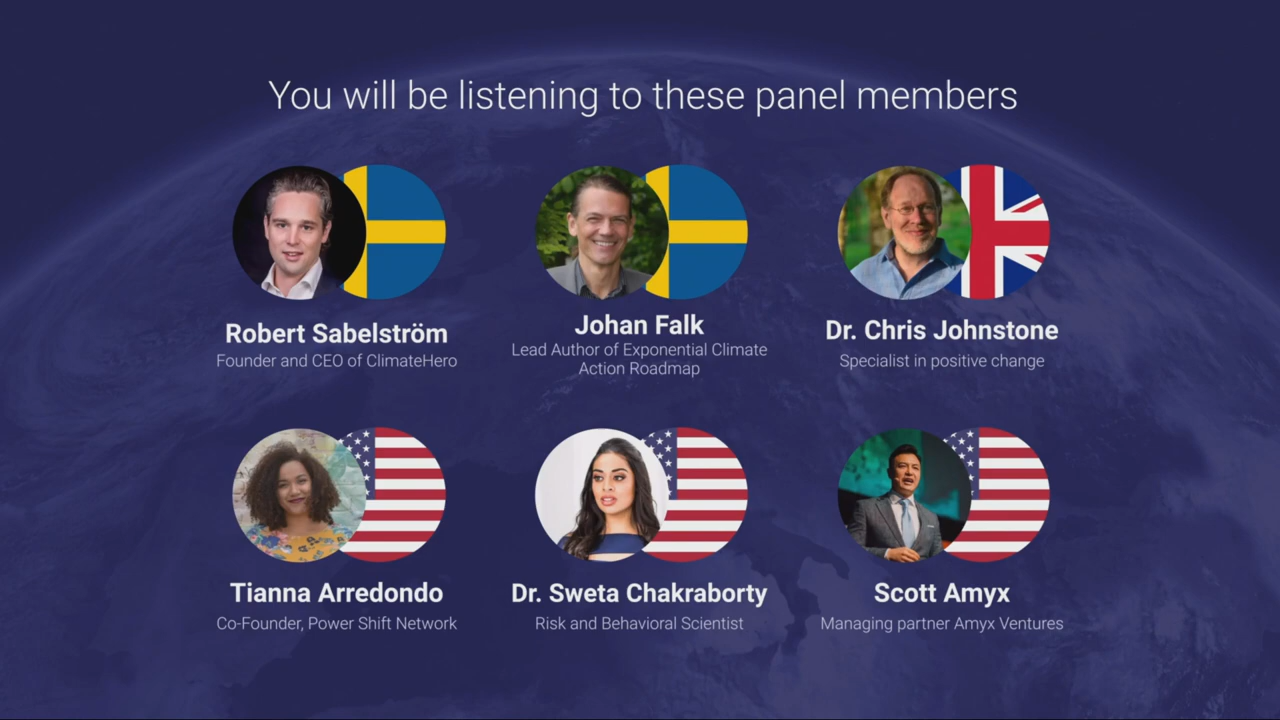 You will be listening to these panel members
Robert Sabelström
Founder and CEO of ClimateHero
Johan Falk
Lead Author of Exponential Climate
Action Roadmap
Dr. Chris Johnstone
Specialist in positive change
Tianna Arredondo
Co-Founder, Power Shift Network
Dr. Sweta Chakraborty
Risk and Behavioral Scientist
Scott Amyx
Managing partner Amyx Ventures